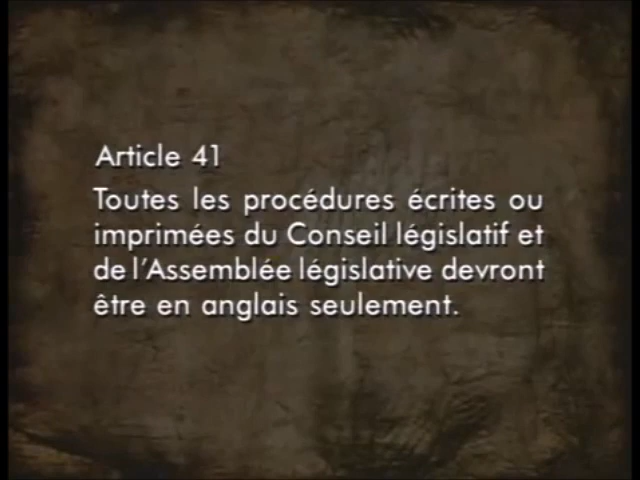 Article 41
Toutes les procédures écrites ou
imprimées du Conseil législatif et
de l'Assemblée législative devront
être en anglais seulement.